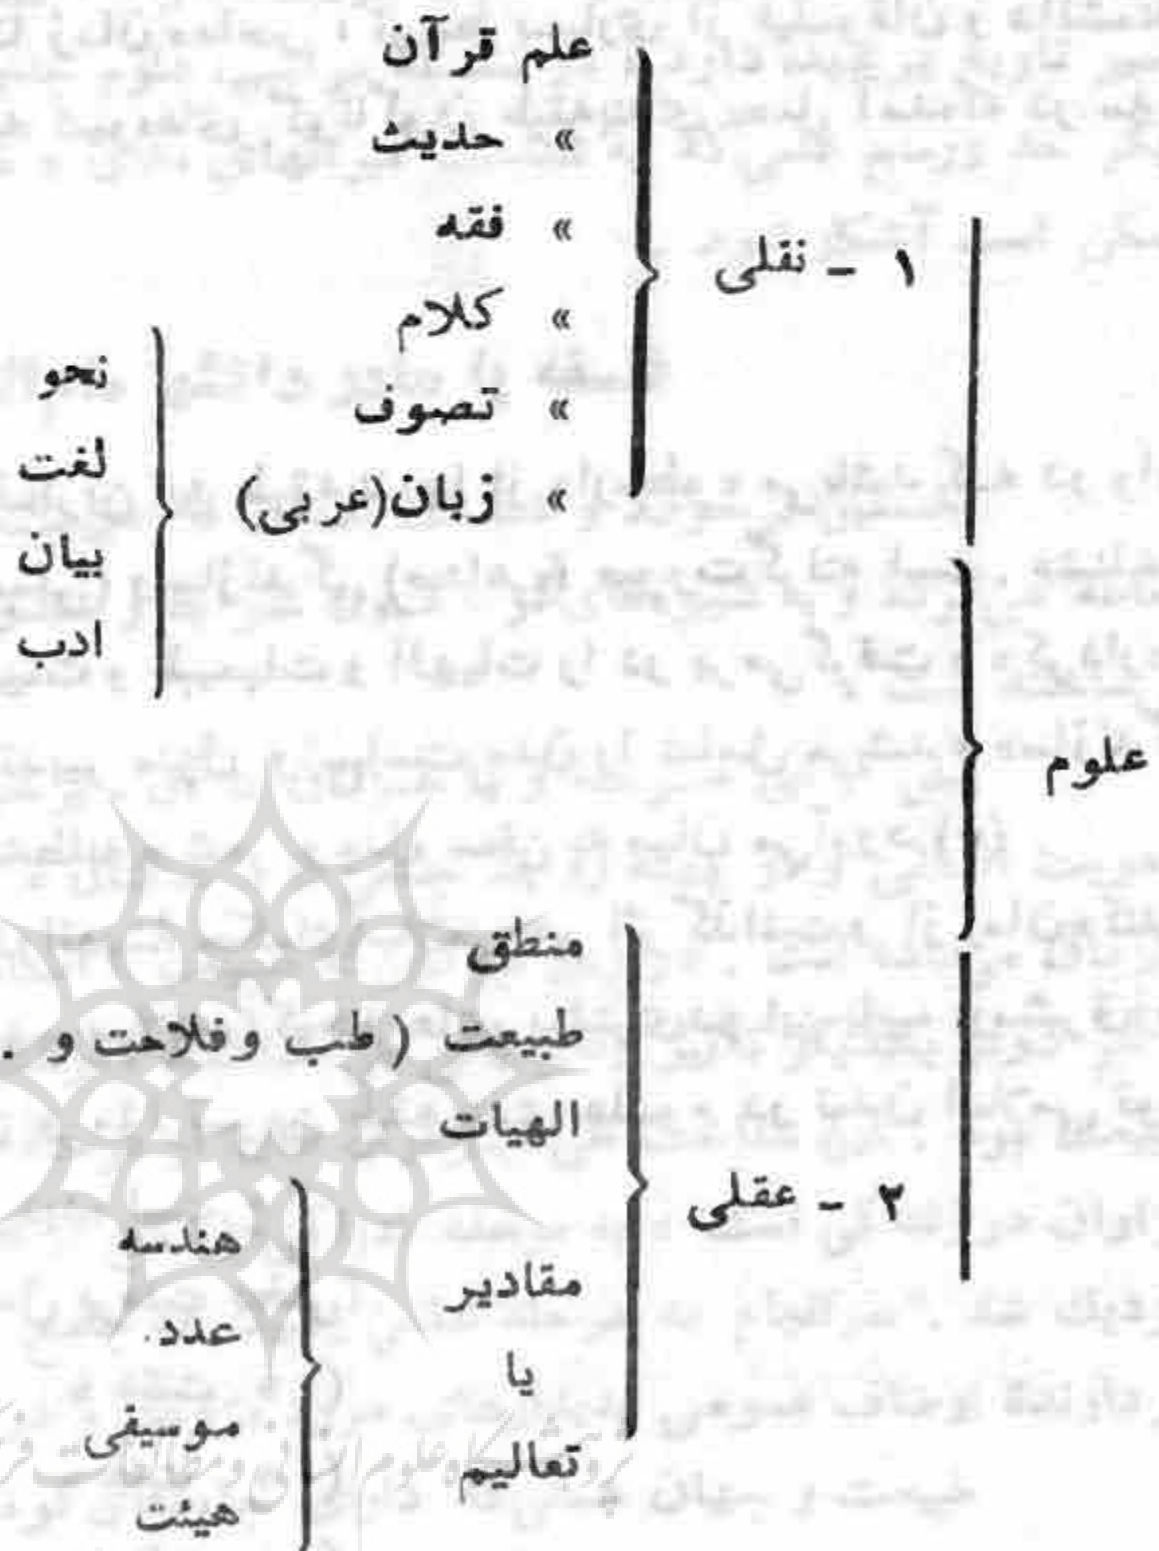 علوم
۱ - نقلی
علم قرآن
» حدیث
» فقه
» کلام
» تصوف
» زبان(عربی)
نحو
لغت
بیان
ادب
۲ - عقلی
منطق
طبیعت ( طب وفلاحت و .
الهیات
مقادیر
یا
تعالیم
هندسه
عدد.
موسیقی
هیئت